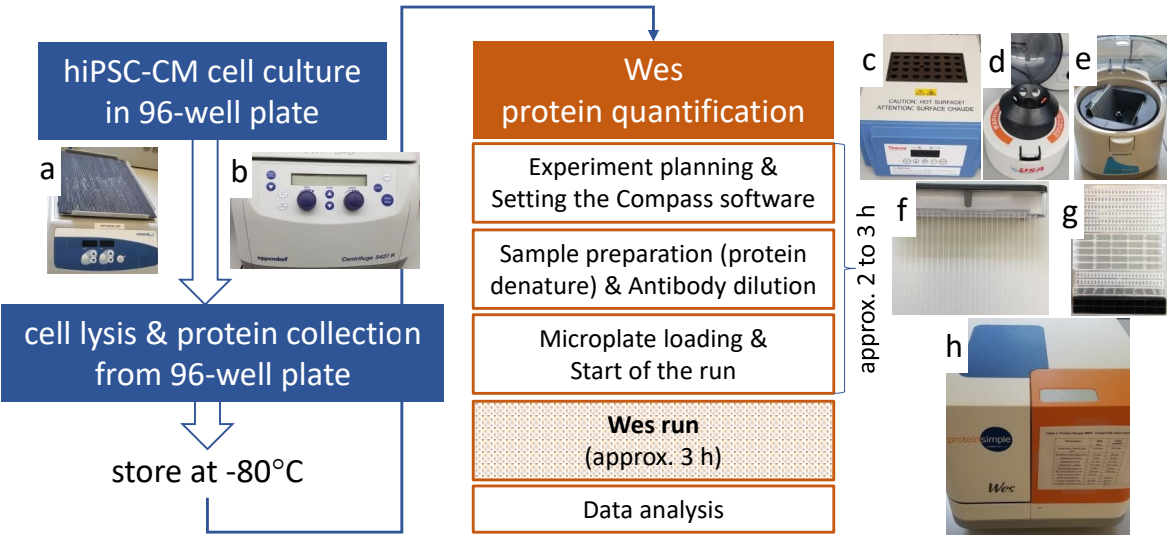 hiPSC-CM cell culture
in 96-well plate
a
b
eppendorf
Centrifuge 5427 R
cell lysis & protein collection
from 96-well plate
store at -80°C
Wes
protein quantification
Experiment planning &
Setting the Compass software
Sample preparation (protein
denature) & Antibody dilution
Microplate loading &
Start of the run
Wes run
(approx. 3 h)
Data analysis
approx. 2 to 3 h
c
CAUTION: HOT SURFACE!
ATTENTION: SURFACE CHAUDE.
Thermo
d
USA
e
f
g
h
proteinsimple
Wes